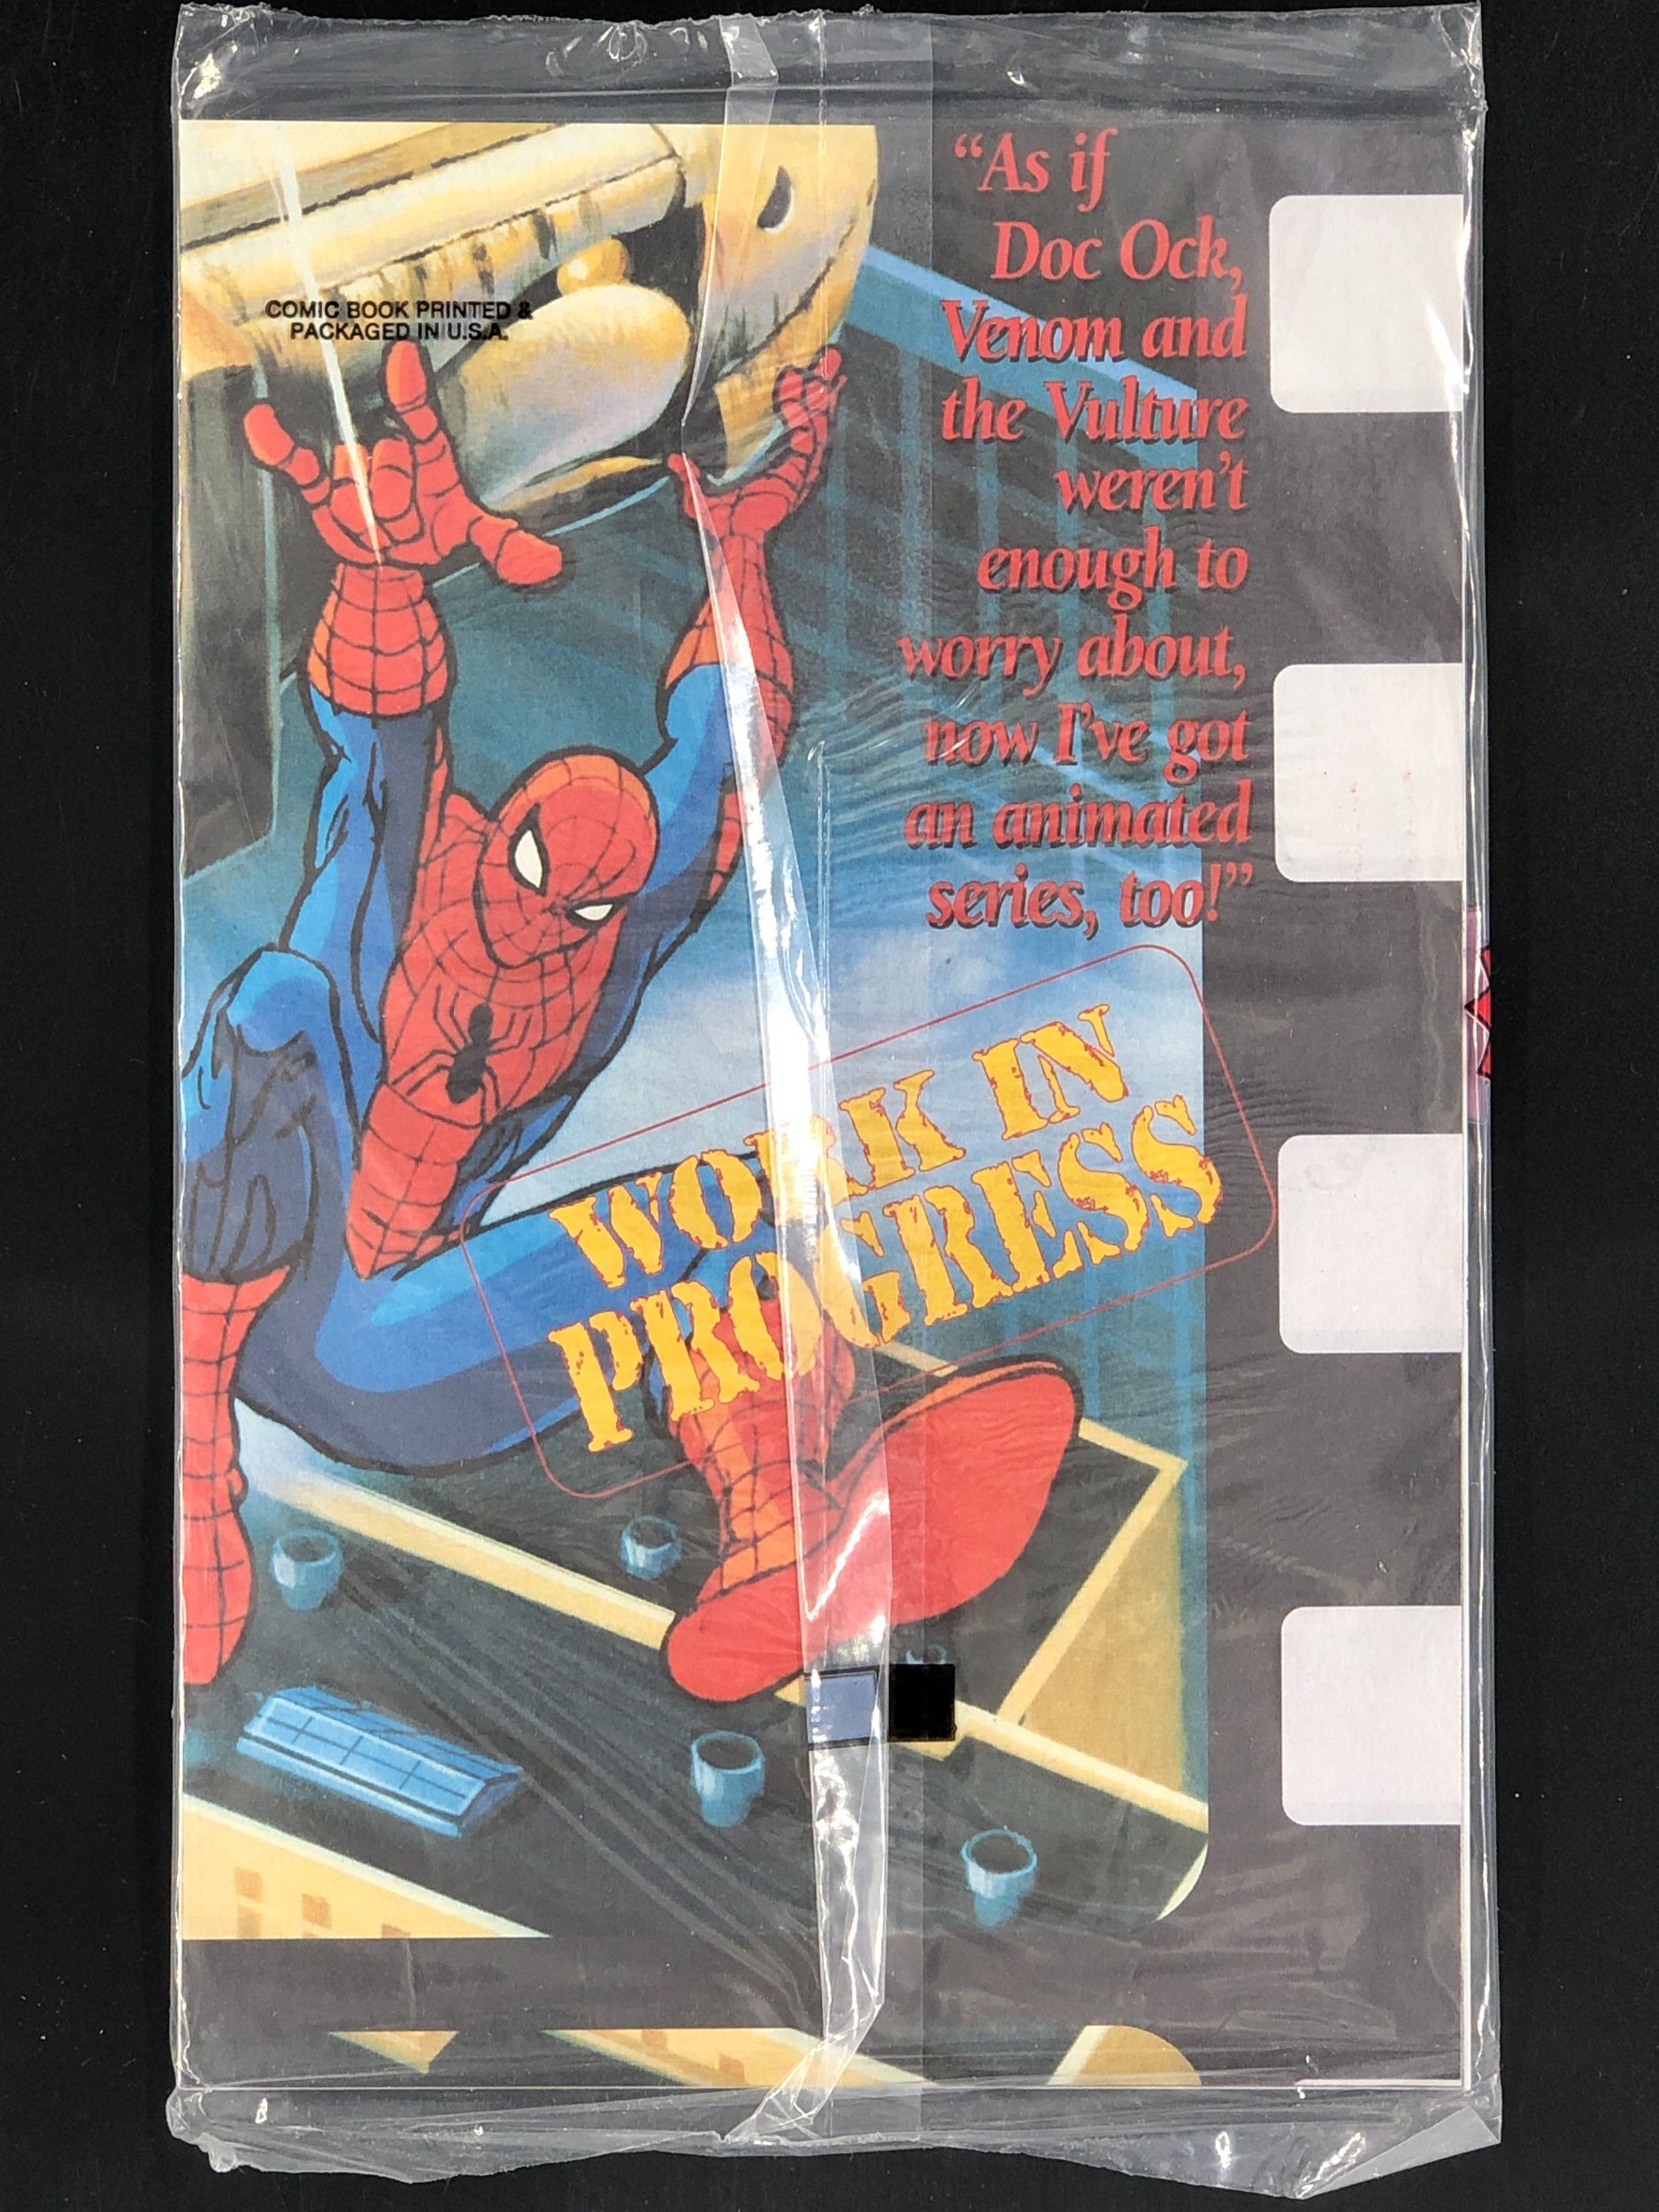 COMIC BOOK PRINTED &
PACKAGED IN U.S.A.
“As if
Doc Ock,
Venom and
the Vulture
weren’t
enough to
worry about,
now I’ve got
an animated
series, too!”
WORK IN
PROGRESS